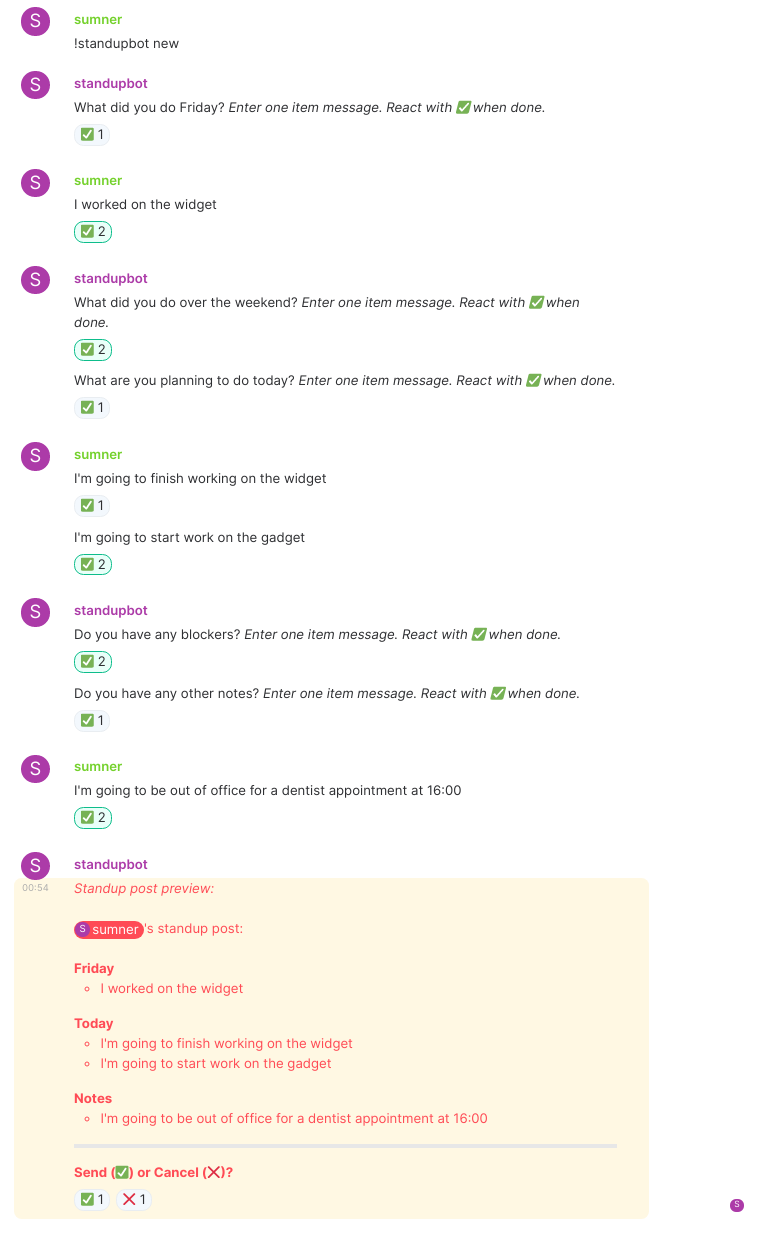 S
sumner
!standupbot new
S
standupbot
What did you do Friday? Enter one item message. React with ✅ when done.
✅ 1
S
sumner
I worked on the widget
✅ 2
S
standupbot
What did you do over the weekend? Enter one item message. React with ✅ when
done.
✅ 2
What are you planning to do today? Enter one item message. React with ✅ when done.
✅ 1
S
sumner
I'm going to finish working on the widget
✅ 1
I'm going to start work on the gadget
✅ 2
S
standupbot
Do you have any blockers? Enter one item message. React with ✅ when done.
✅ 2
Do you have any other notes? Enter one item message. React with ✅ when done.
✅ 1
S
sumner
I'm going to be out of office for a dentist appointment at 16:00
✅ 2
S
standupbot
00:54 Standup post preview:
S sumner's standup post:
Friday
◦ I worked on the widget
Today
◦ I'm going to finish working on the widget
◦ I'm going to start work on the gadget
Notes
◦ I'm going to be out of office for a dentist appointment at 16:00
Send (✅) or Cancel (❌)?
✅ 1 ❌ 1
S